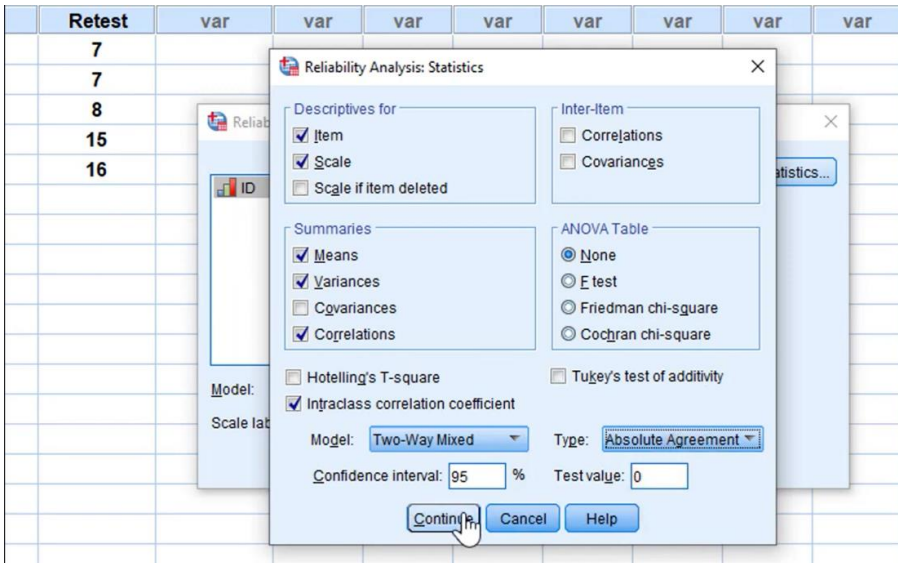 Retest var var var var var var var var
7
7
8
15
16
Reliab
ID
atistics...
Model:
Scale lab
Reliability Analysis: Statistics
Descriptives for
Item
Scale
Scale if item deleted
Inter-Item
Correlations
Covariances
Summaries
Means
Variances
Covariances
Correlations
ANOVA Table
None
F test
Friedman chi-square
Cochran chi-square
Hotelling's T-square
Tukey's test of additivity
Intraclass correlation coefficient
Model: Two-Way Mixed Type: Absolute Agreement
Confidence interval: 95 % Test value: 0
Continue Cancel Help